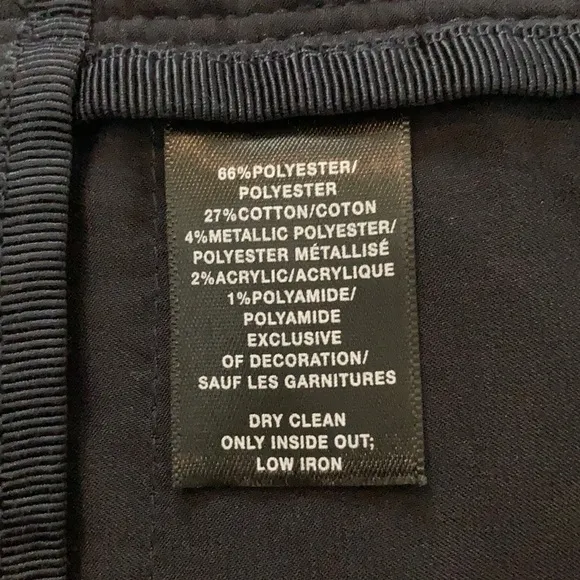 66%POLYESTER/
POLYESTER
27%COTTON/COTON
4%METALLIC POLYESTER/
POLYESTER MÉTALLISÉ
2%ACRYLIC/ACRYLIQUE
1%POLYAMIDE/
POLYAMIDE
EXCLUSIVE
OF DECORATION/
SAUF LES GARNITURES
DRY CLEAN
ONLY INSIDE OUT;
LOW IRON